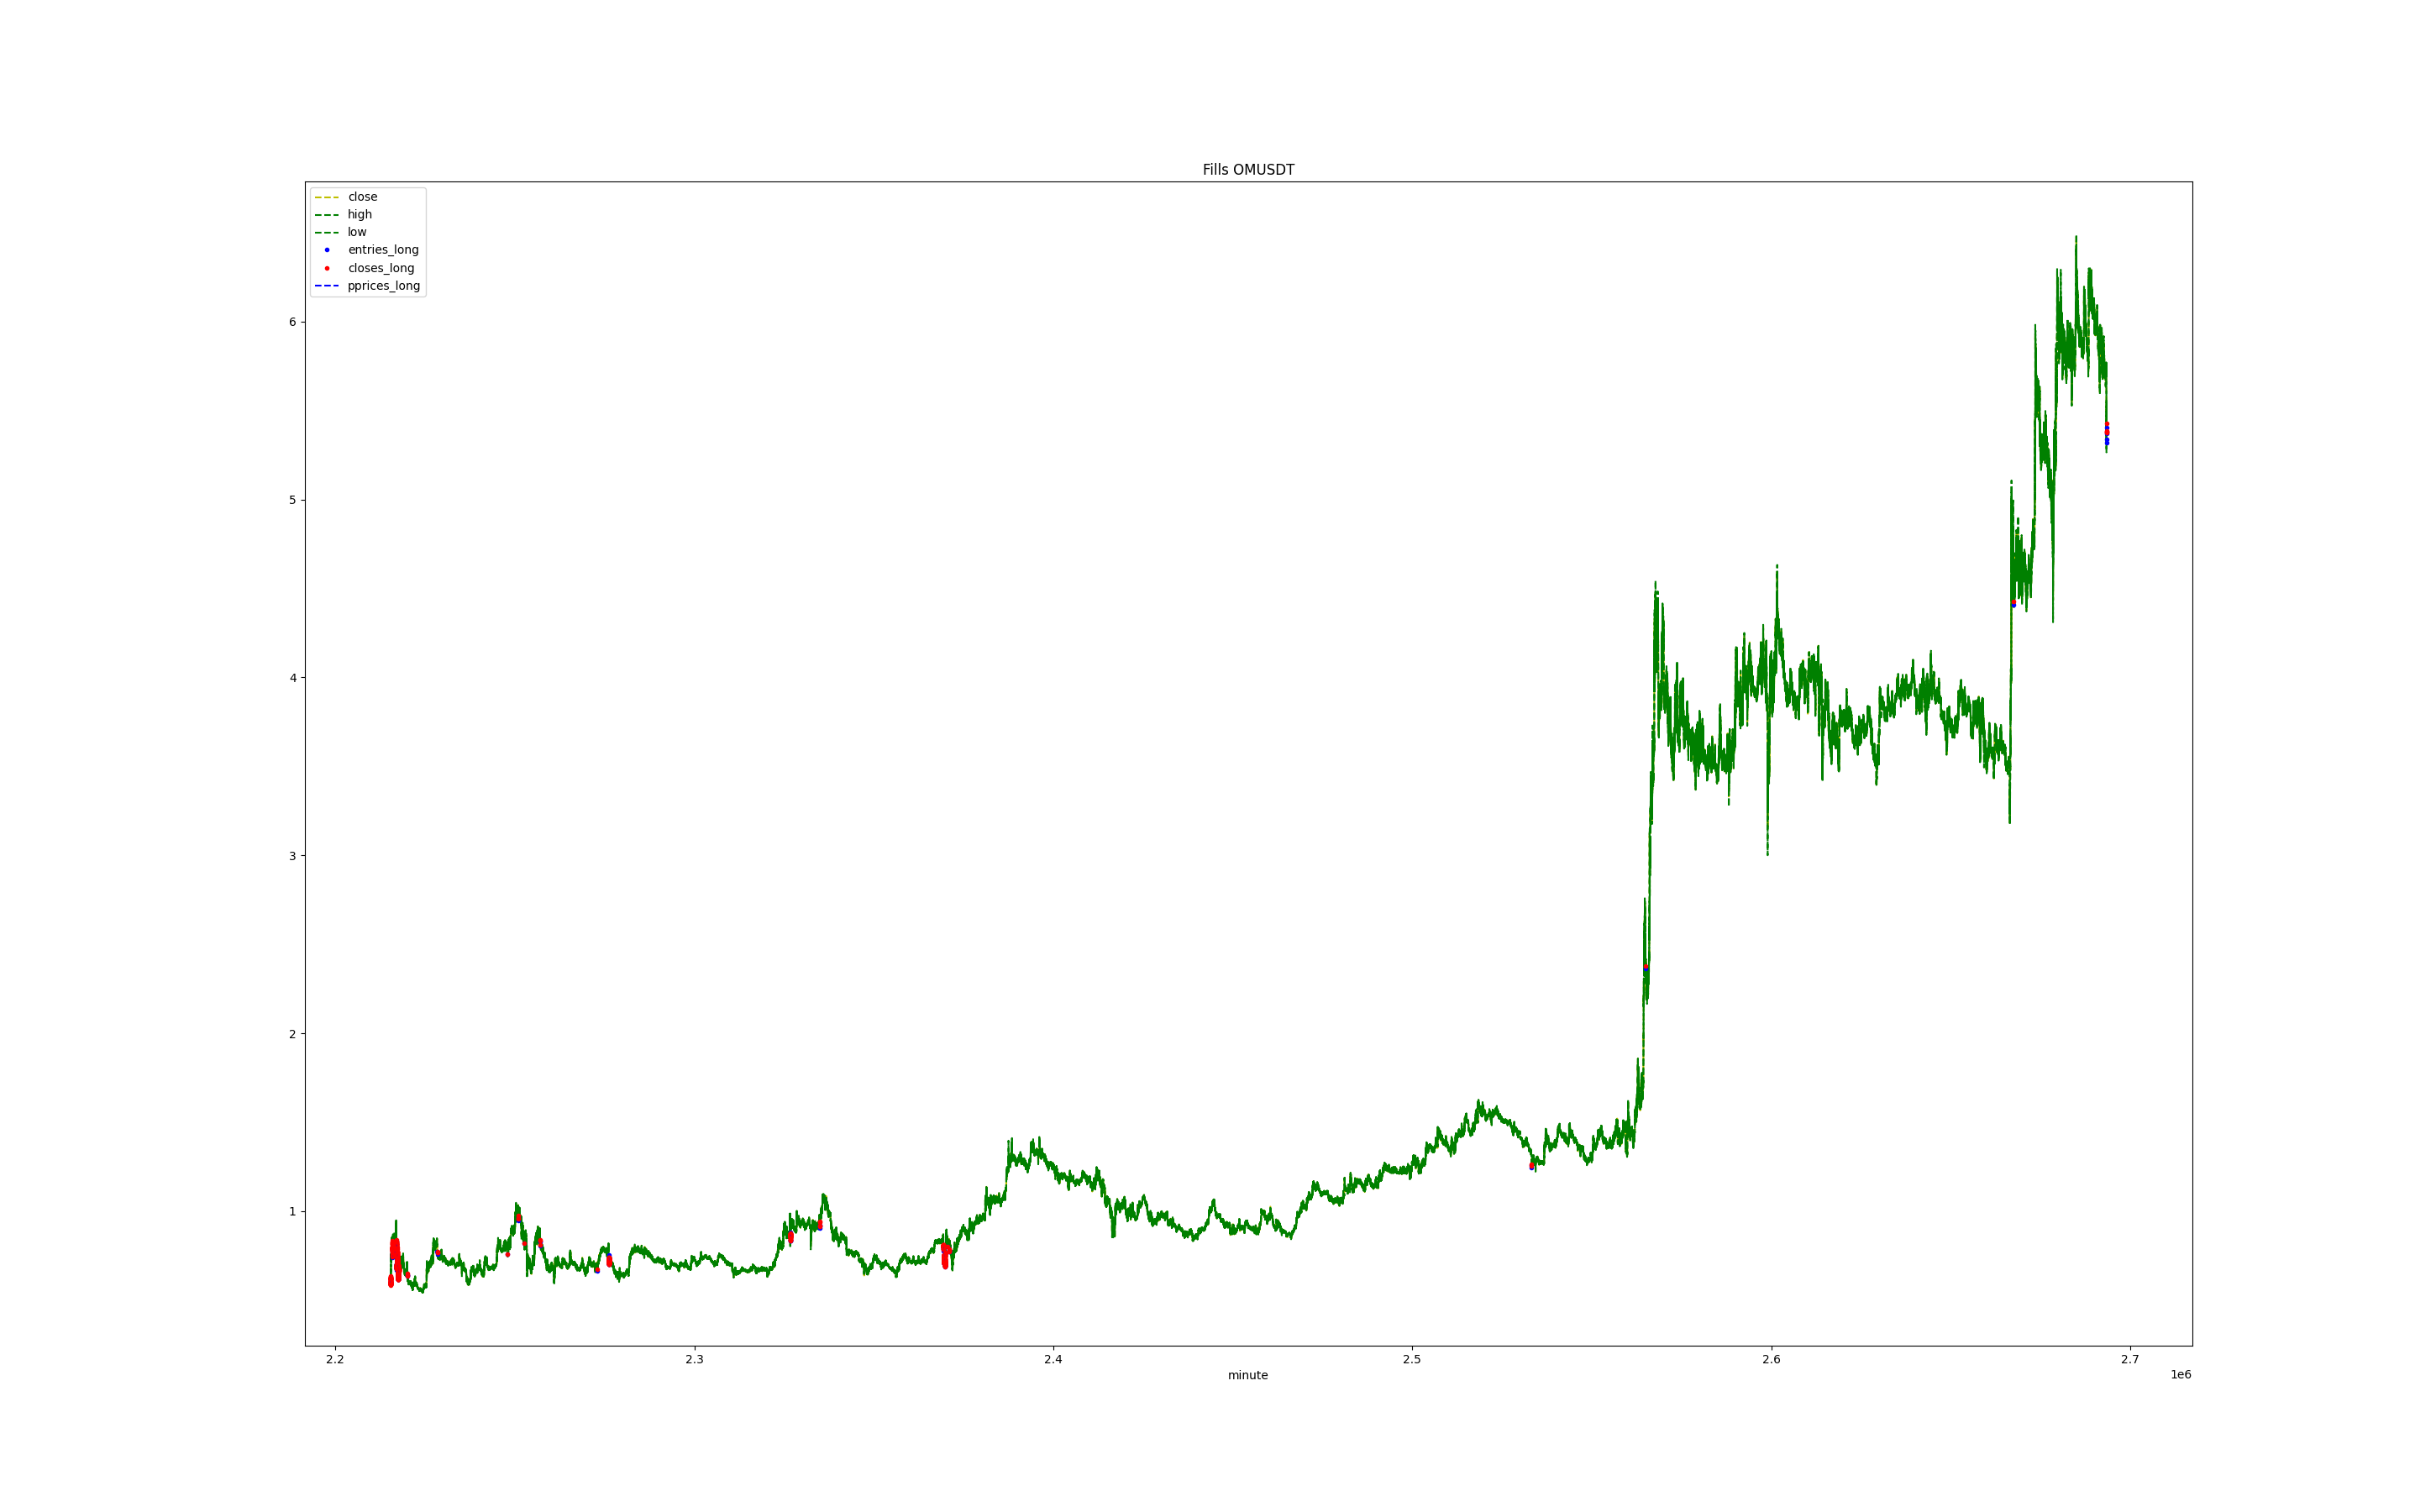 Fills OMUSDT
close
high
low
entries_long
closes_long
pprices_long
6
5
4
3
2
1
2.2 2.3 2.4 2.5 2.6 2.7
minute
1e6